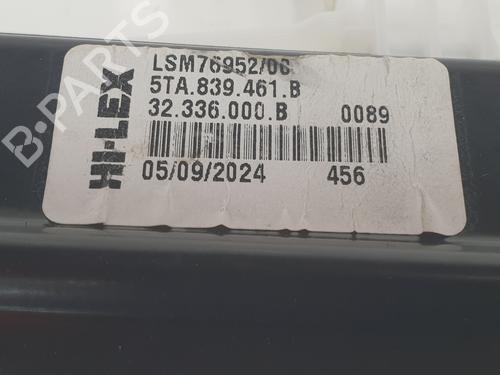 HI-LEX
LSM76952/06
5TA.839.461.B
32.336.000.B 0089
05/09/2024 456
B-PARTS